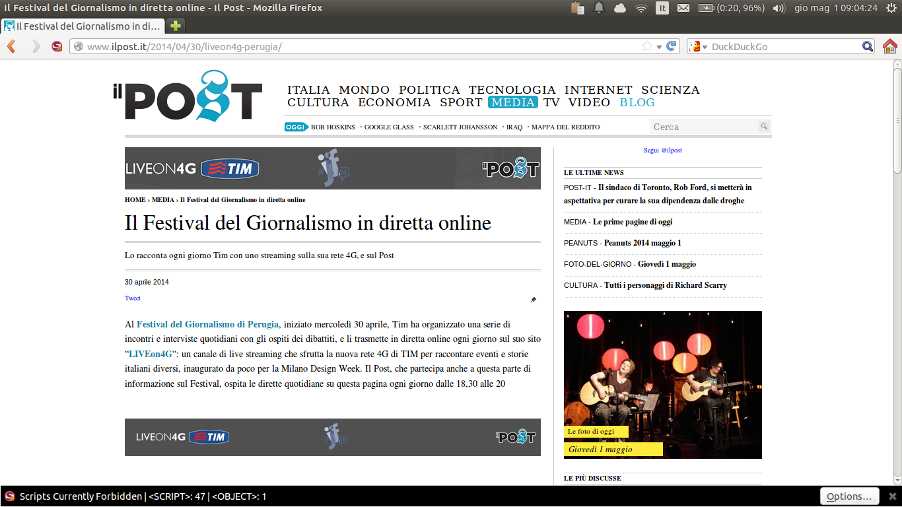 Il Festival del Giornalismo in diretta online - Il Post - Mozilla Firefox
It
(0:20, 96%)
gio mag 1 09:04:24
Il Festival del Giornalismo in di...
www.ilpost.it/2014/04/30/liveon4g-perugia/
DuckDuckGo
il POST
ITALIA MONDO POLITICA TECNOLOGIA INTERNET SCIENZA
CULTURA ECONOMIA SPORT MEDIA TV VIDEO BLOG
OGGI BOB HOSKINS • GOOGLE GLASS • SCARLETT JOHANSSON • IRAQ • MAPPA DEL REDDITO
Cerca
LIVEON4G TIM ijf il POST
HOME › MEDIA › Il Festival del Giornalismo in diretta online
Il Festival del Giornalismo in diretta online
Lo racconta ogni giorno Tim con uno streaming sulla sua rete 4G, e sul Post
30 aprile 2014
Tweet
Al Festival del Giornalismo di Perugia, iniziato mercoledì 30 aprile, Tim ha organizzato una serie di
incontri e interviste quotidiani con gli ospiti dei dibattiti, e li trasmette in diretta online ogni giorno sul suo sito
"LIVEon4G": un canale di live streaming che sfrutta la nuova rete 4G di TIM per raccontare eventi e storie
italiani diversi, inaugurato da poco per la Milano Design Week. Il Post, che partecipa anche a questa parte di
informazione sul Festival, ospita le dirette quotidiane su questa pagina ogni giorno dalle 18.30 alle 20
LIVEON4G TIM ijf il POST
Segui @ilpost
LE ULTIME NEWS
POST-IT - Il sindaco di Toronto, Rob Ford, si metterà in
aspettativa per curare la sua dipendenza dalle droghe
MEDIA - Le prime pagine di oggi
PEANUTS - Peanuts 2014 maggio 1
FOTO-DEL-GIORNO - Giovedì 1 maggio
CULTURA - Tutti i personaggi di Richard Scarry
Le foto di oggi
Giovedì 1 maggio
LE PIÙ DISCUSSE
Scripts Currently Forbidden | <SCRIPT>: 47 | <OBJECT>: 1
Options...